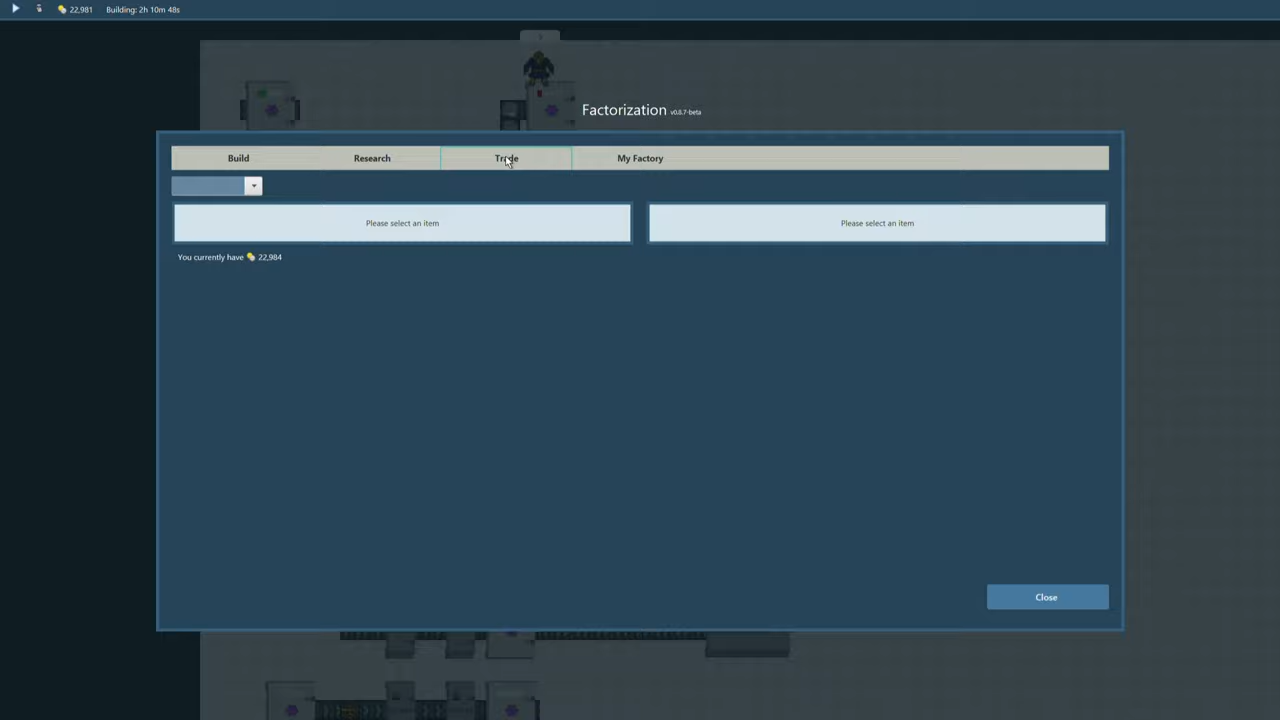 22,981 Building: 2h 10m 48s
Factorization v0.8.7-beta
Build Research Trade My Factory
Please select an item Please select an item
You currently have 22,984
Close